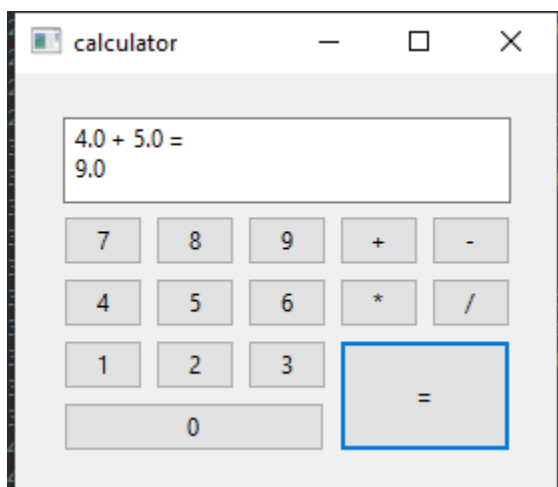 calculator
4.0 + 5.0 =
9.0
7 8 9 + -
4 5 6 * /
1 2 3
=
0